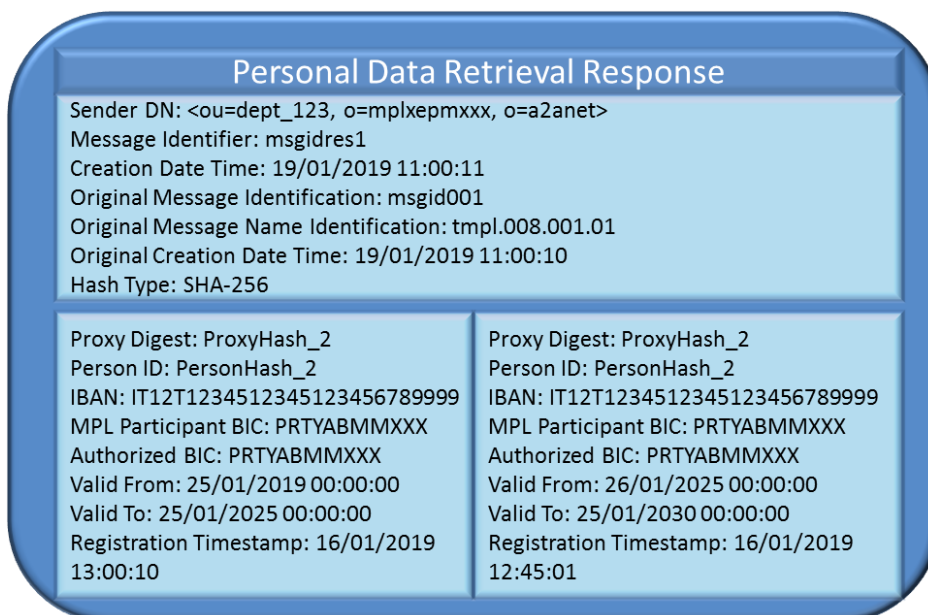 Personal Data Retrieval Response
Sender DN: <ou=dept_123, o=mplxepmxxx, o=a2anet>
Message Identifier: msgidres1
Creation Date Time: 19/01/2019 11:00:11
Original Message Identification: msgid001
Original Message Name Identification: tmpl.008.001.01
Original Creation Date Time: 19/01/2019 11:00:10
Hash Type: SHA-256
Proxy Digest: ProxyHash_2
Person ID: PersonHash_2
IBAN: IT12T1234512345123456789999
MPL Participant BIC: PRTYABMMXXX
Authorized BIC: PRTYABMMXXX
Valid From: 25/01/2019 00:00:00
Valid To: 25/01/2025 00:00:00
Registration Timestamp: 16/01/2019
13:00:10
Proxy Digest: ProxyHash_2
Person ID: PersonHash_2
IBAN: IT12T1234512345123456789999
MPL Participant BIC: PRTYABMMXXX
Authorized BIC: PRTYABMMXXX
Valid From: 26/01/2025 00:00:00
Valid To: 25/01/2030 00:00:00
Registration Timestamp: 16/01/2019
12:45:01